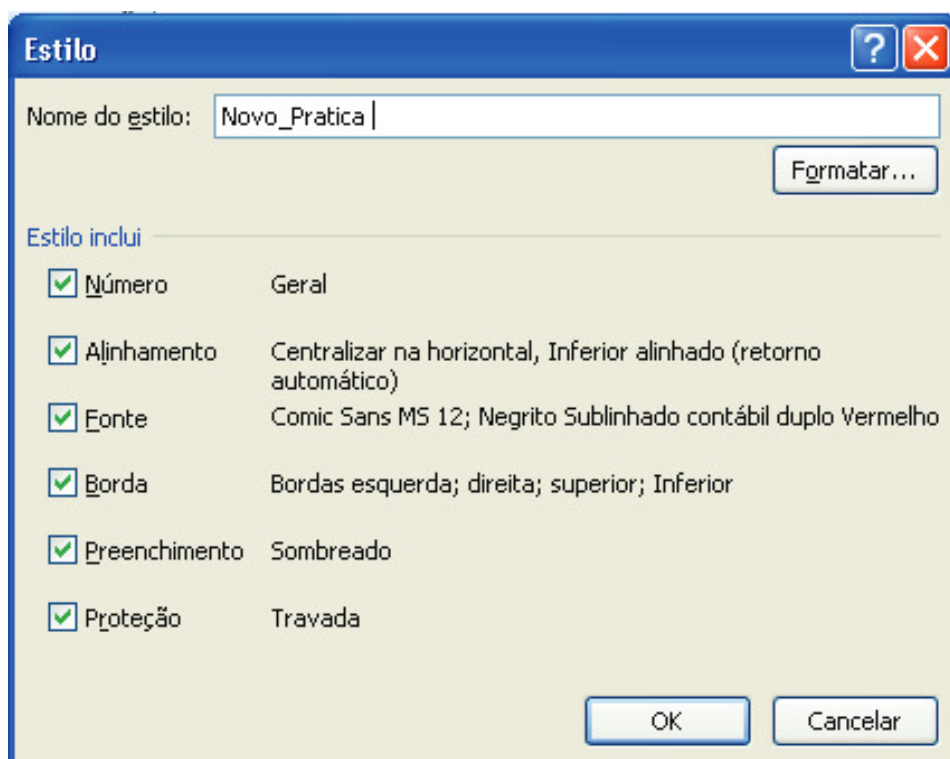 Estilo
Nome do estilo: Novo_Pratica
Formatar...
Estilo inclui
Número Geral
Alinhamento Centralizar na horizontal, Inferior alinhado (retorno
automático)
Fonte Comic Sans MS 12; Negrito Sublinhado contábil duplo Vermelho
Borda Bordas esquerda; direita; superior; Inferior
Preenchimento Sombreado
Proteção Travada
OK Cancelar